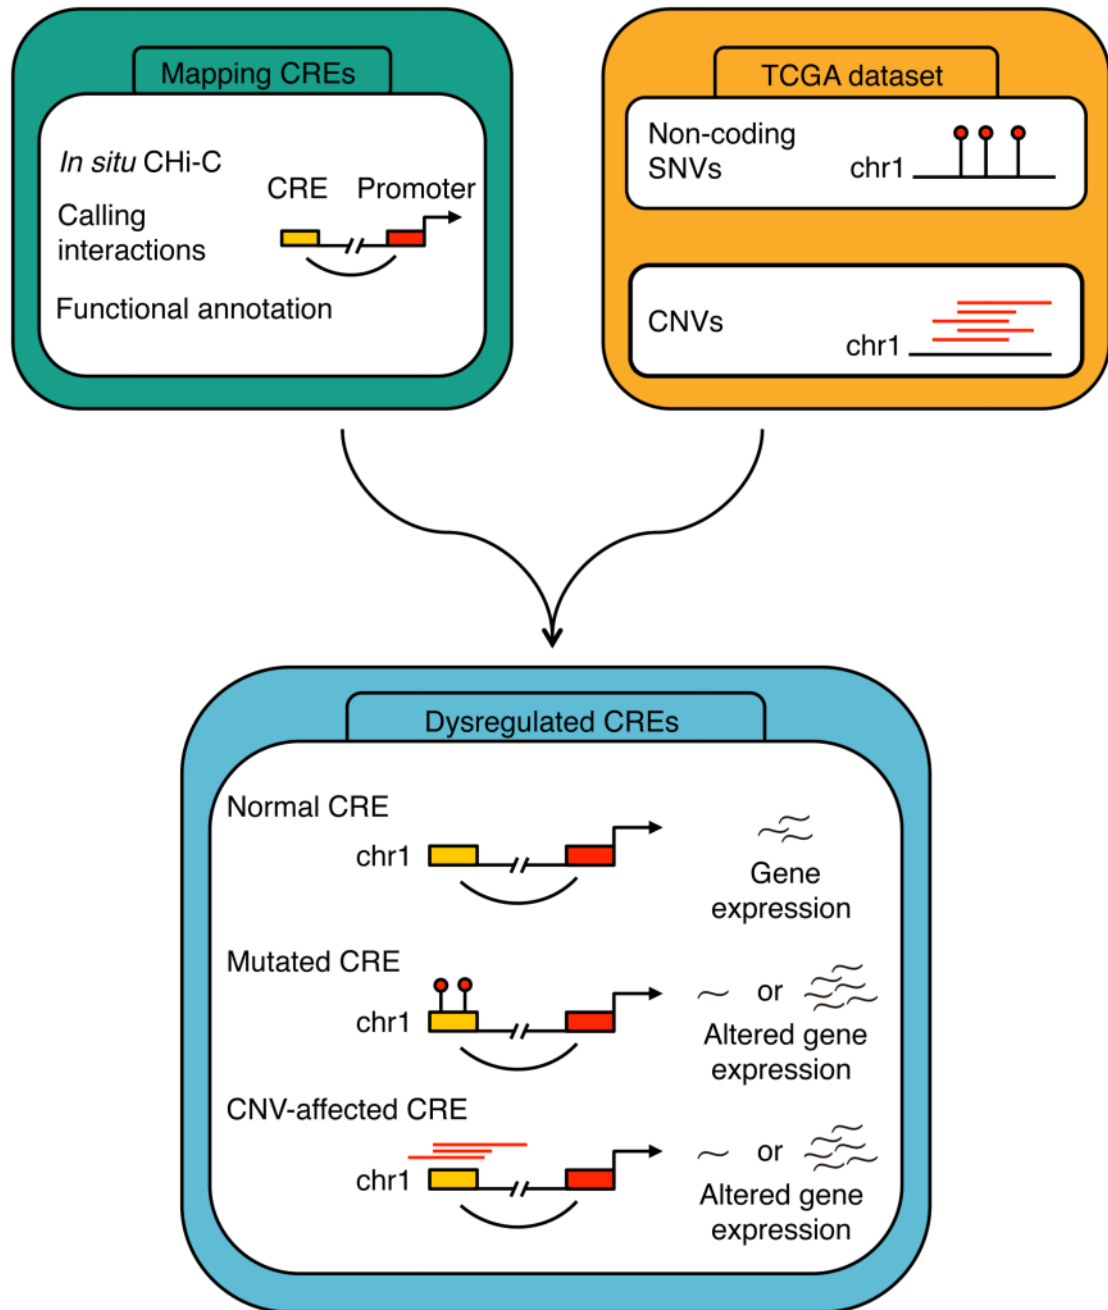 Mapping CREs
In situ CHi-C
CRE Promoter
Calling
interactions
Functional annotation
TCGA dataset
Non-coding
SNVs
chr1
CNVs
chr1
Dysregulated CREs
Normal CRE
chr1
Gene
expression
Mutated CRE
chr1
or
Altered gene
expression
CNV-affected CRE
chr1
or
Altered gene
expression